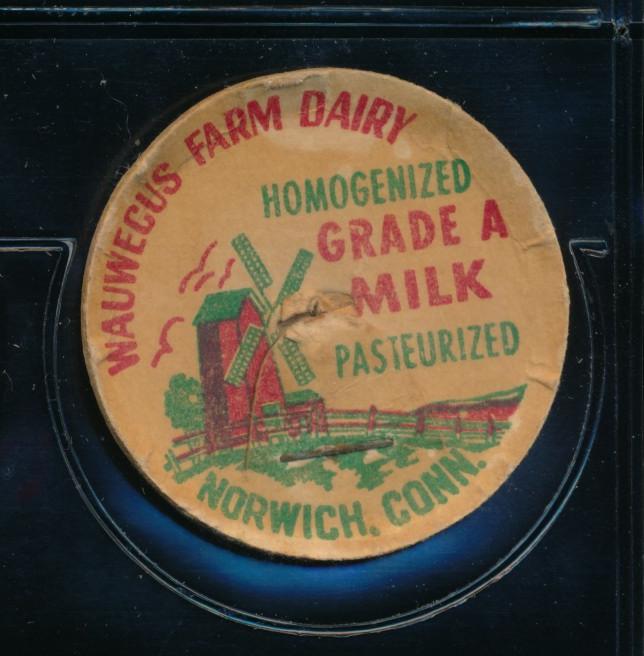 WAUWECUS FARM DAIRY
HOMOGENIZED
GRADE A
MILK
PASTEURIZED
NORWICH, CONN.